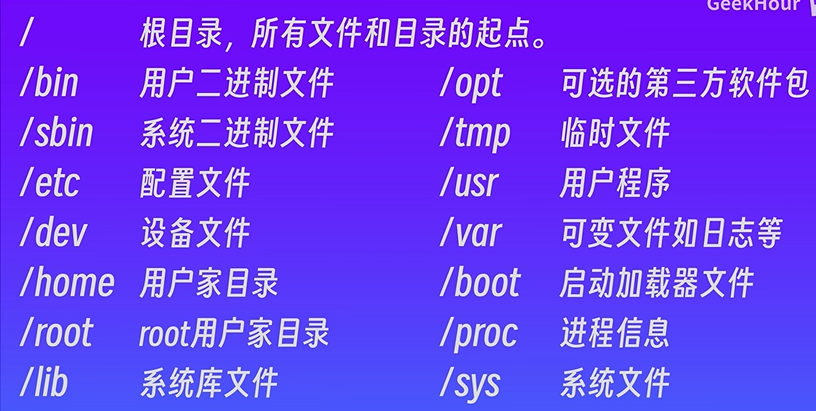 GeekHour
/ 根目录，所有文件和目录的起点。
/bin 用户二进制文件 /opt 可选的第三方软件包
/sbin 系统二进制文件 /tmp 临时文件
/etc 配置文件 /usr 用户程序
/dev 设备文件 /var 可变文件如日志等
/home 用户家目录 /boot 启动加载器文件
/root root用户家目录 /proc 进程信息
/lib 系统库文件 /sys 系统文件